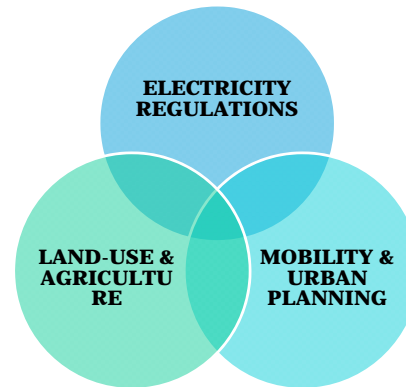 ELECTRICITY
REGULATIONS
LAND-USE &
AGRICULTU
RE
MOBILITY &
URBAN
PLANNING